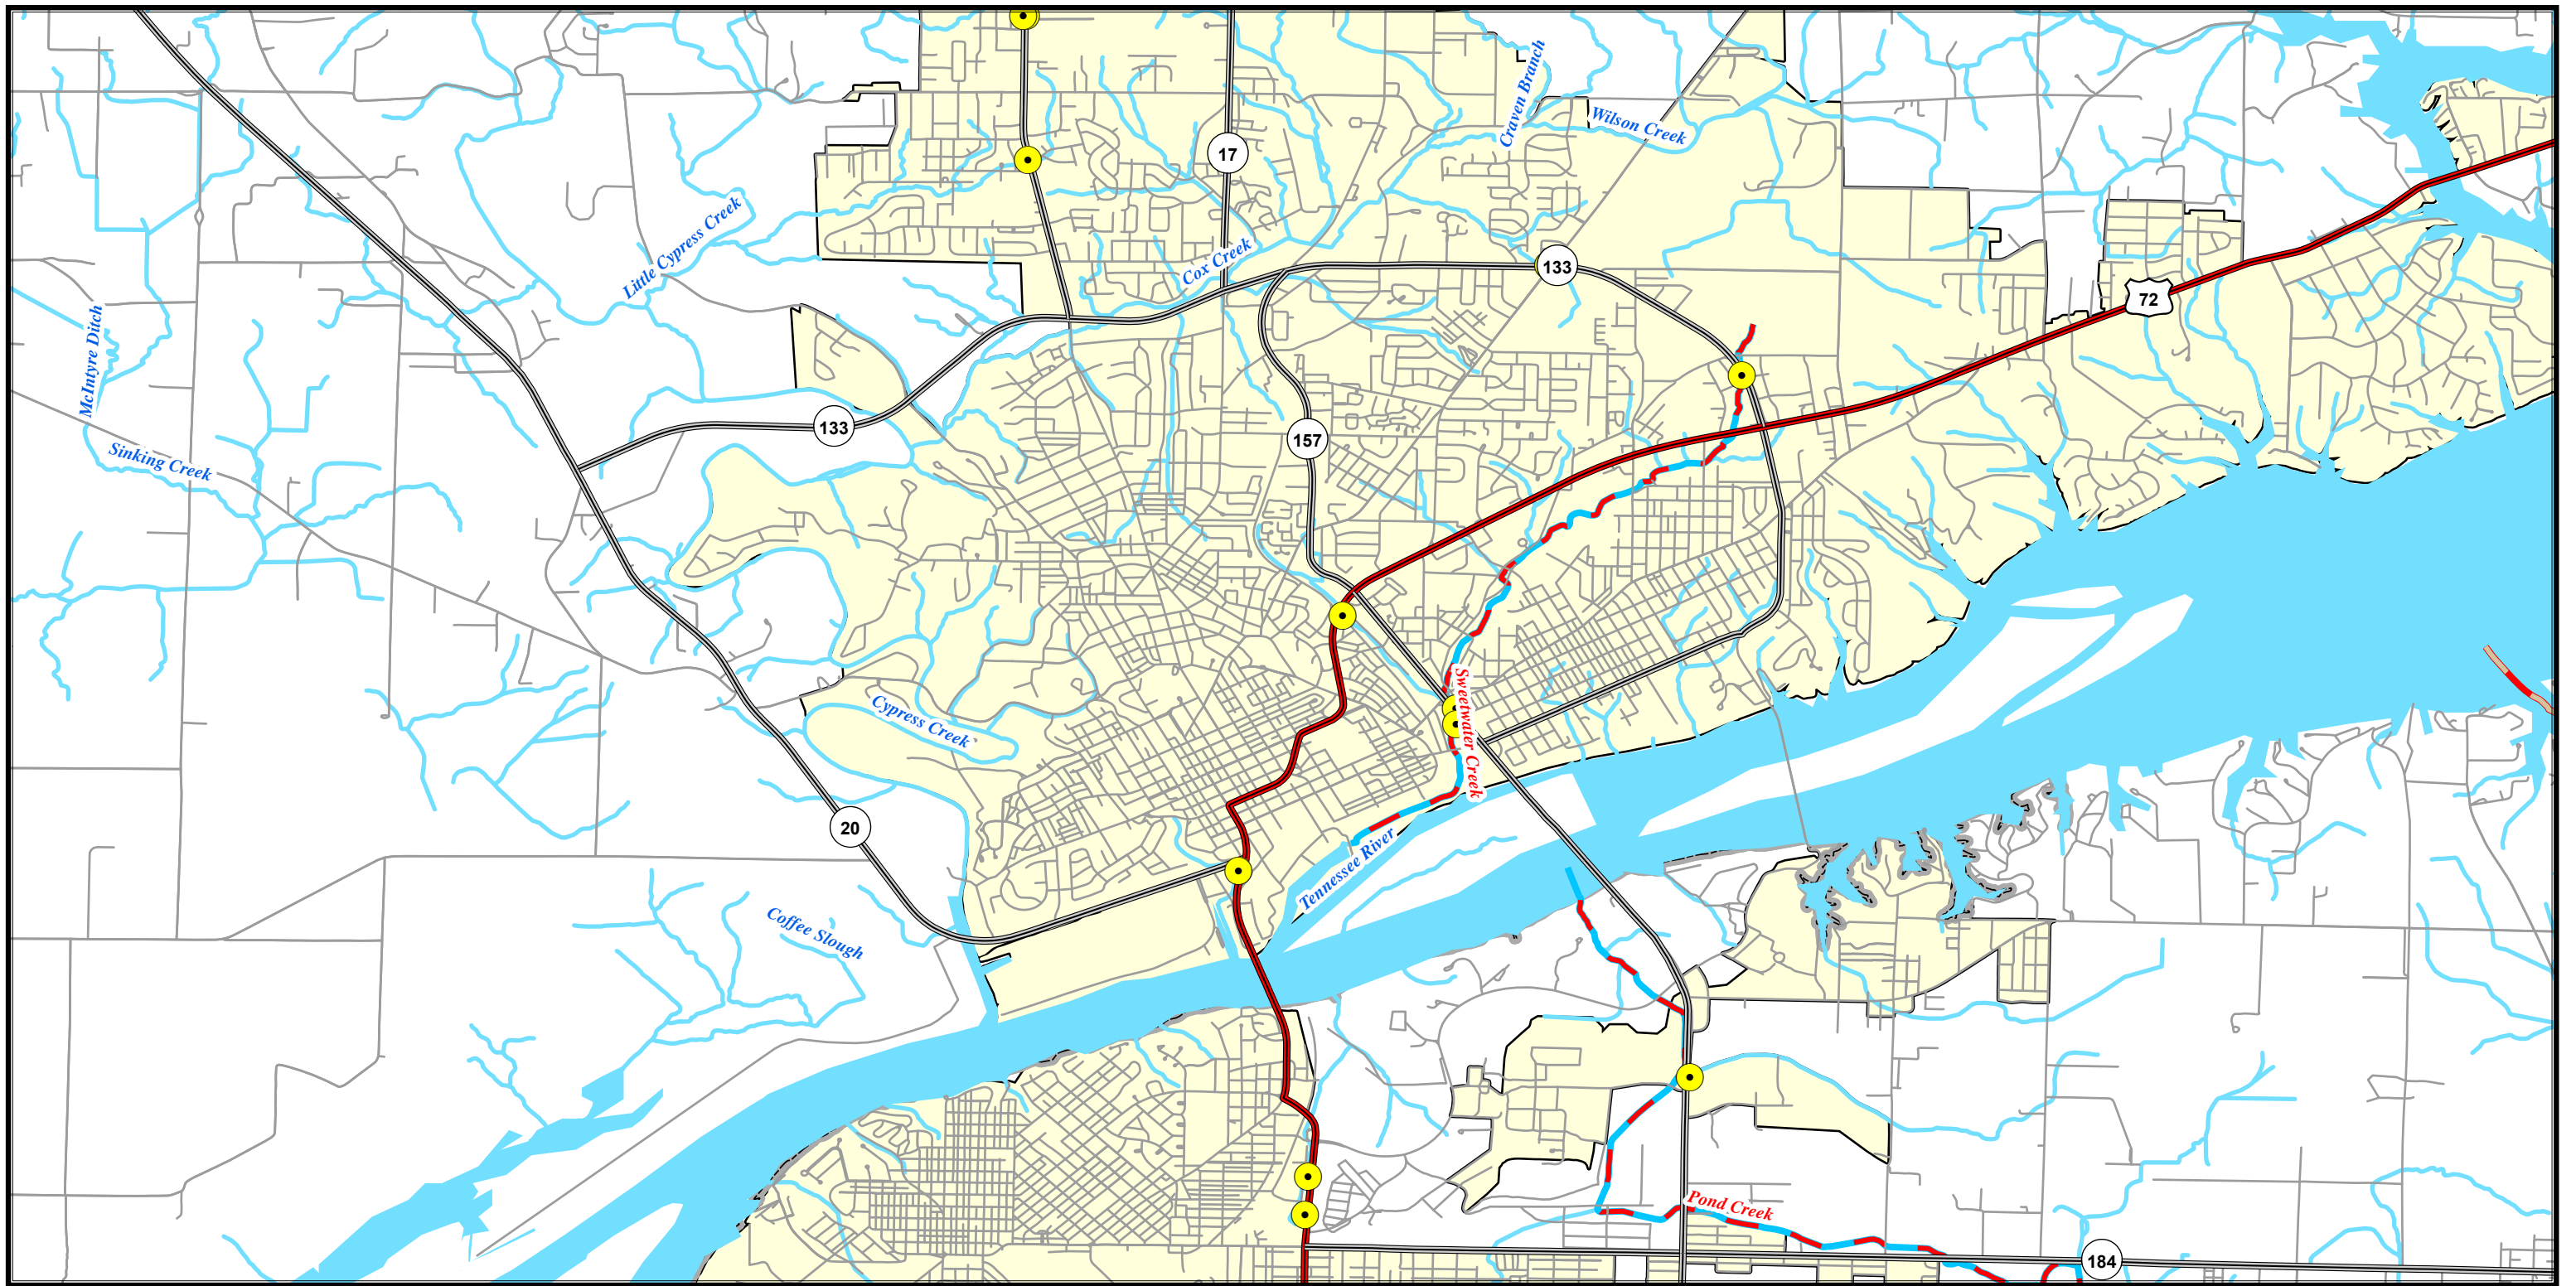 Craven Branch
Wilson Creek
17
Little Cypress Creek
Cox Creek
133
72
McIntyre Ditch
133
157
Sinking Creek
Cypress Creek
Sweetwater Creek
20
Tennessee River
Coffee Slough
Pond Creek
184